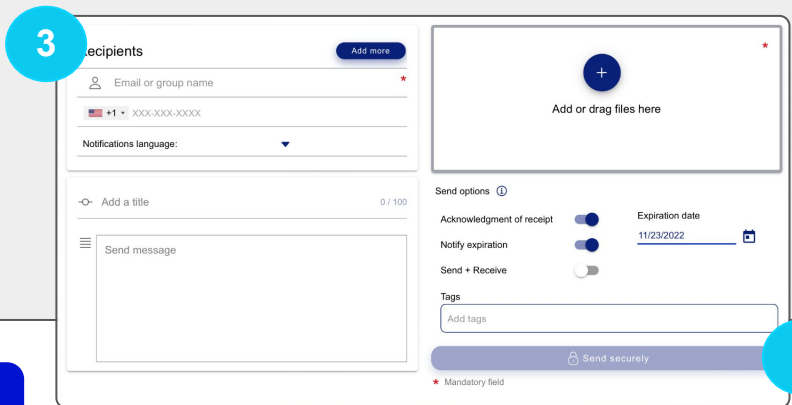 3
ecipients
Add more
Email or group name *
+1 XXX-XXX-XXXX
Notifications language:
Add a title 0 / 100
Send message
*
+
Add or drag files here
Send options i
Acknowledgment of receipt
Expiration date
11/23/2022
Notify expiration
Send + Receive
Tags
Add tags
Send securely
* Mandatory field